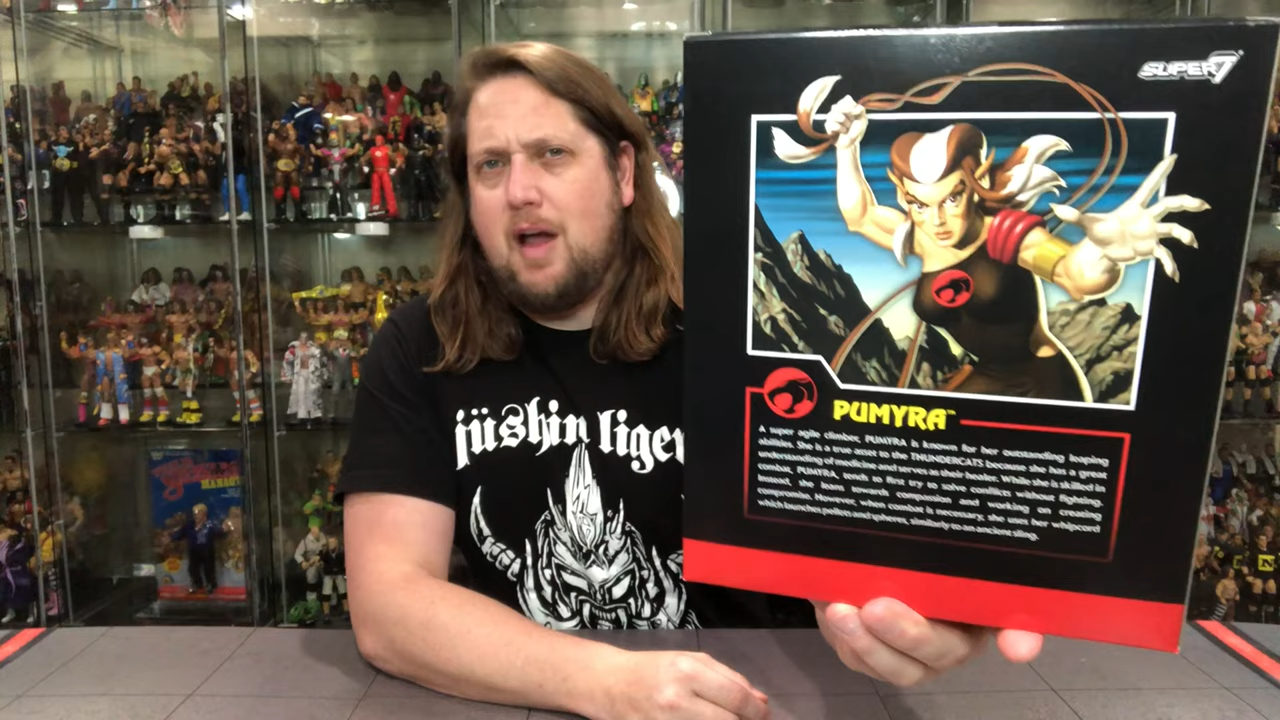 SUPER7
jüshin liger
PUMYRA™
A super agile climber, PUMYRA is known for her outstanding leaping
abilities. She is a true asset to the THUNDERCATS because she has a great
understanding of medicine and serves as their healer. While she is skilled in
combat, PUMYRA, tends to first try to solve conflicts without fighting.
Instead, she leans towards compassion and working on creating
compromise. However, when combat is necessary, she uses her whipcord
which launches pellets and spheres, similarly to an ancient sling.